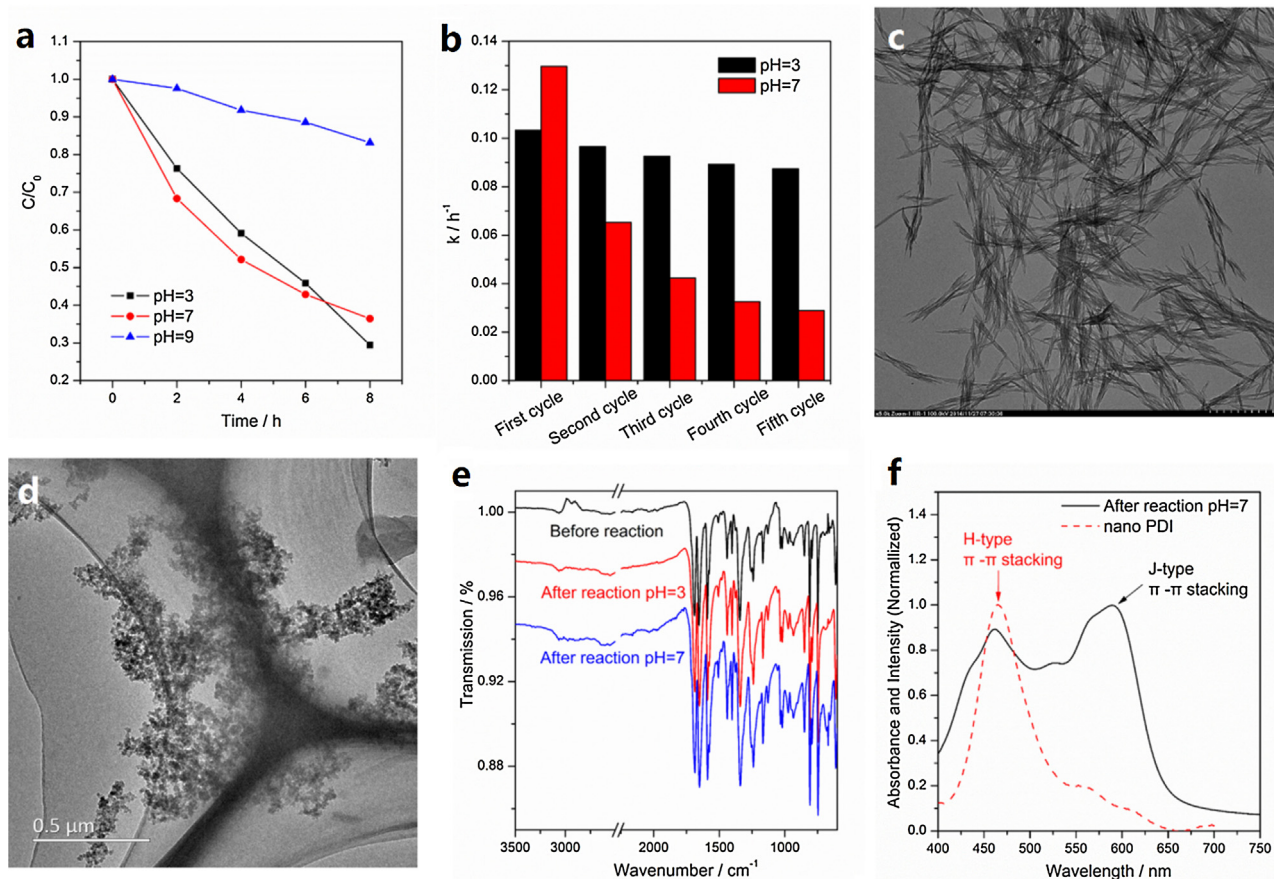 a
1.1
1.0
0.9
0.8
0.7
0.6
0.5
0.4
0.3
0.2
C/C0
pH=3
pH=7
pH=9
0 2 4 6 8
Time / h
b
0.14
0.12
0.10
0.08
0.06
0.04
0.02
0.00
k / h-1
pH=3
pH=7
First cycle
Second cycle
Third cycle
Fourth cycle
Fifth cycle
c
d
0.5 μm
e
1.00
0.96
0.92
0.88
Transmission / %
Before reaction
After reaction pH=3
After reaction pH=7
3500 3000 2000 1500 1000
Wavenumber / cm-1
f
1.4
1.2
1.0
0.8
0.6
0.4
0.2
0.0
Absorbance and Intensity (Normallized)
After reaction pH=7
nano PDI
H-type
π -π stacking
J-type
π -π stacking
400 450 500 550 600 650 700 750
Wavelength / nm